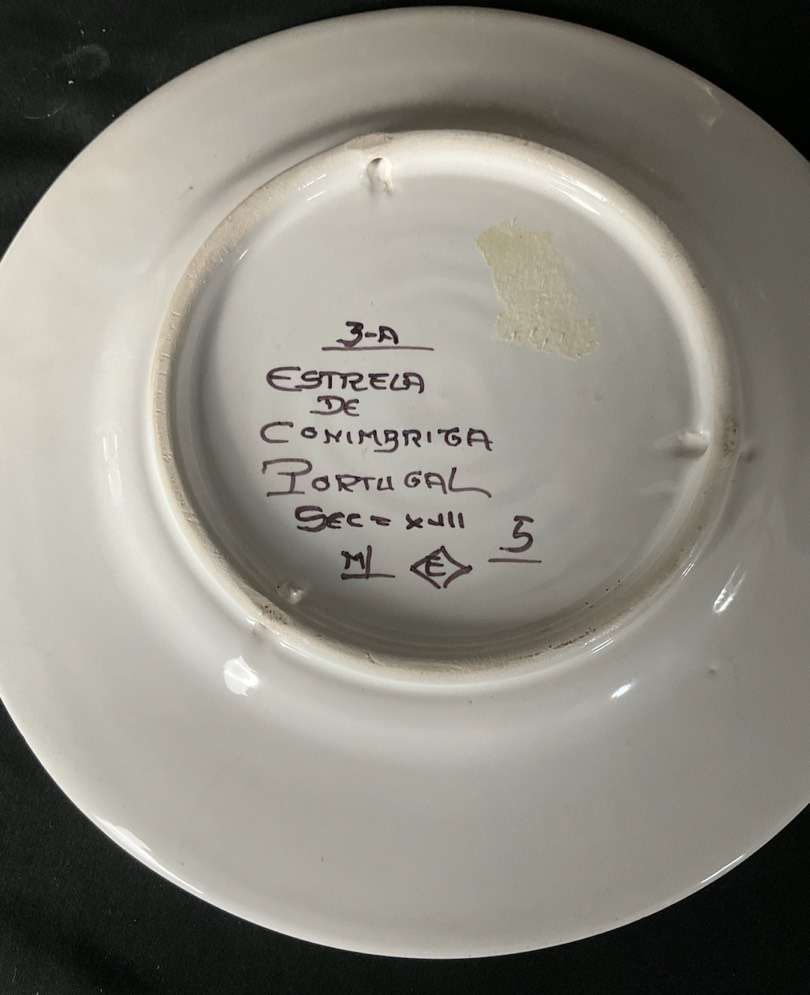 3-A
ESTRELA
DE
CONIMBRIGA
PORTUGAL
SEC = XVII
M/ E 5